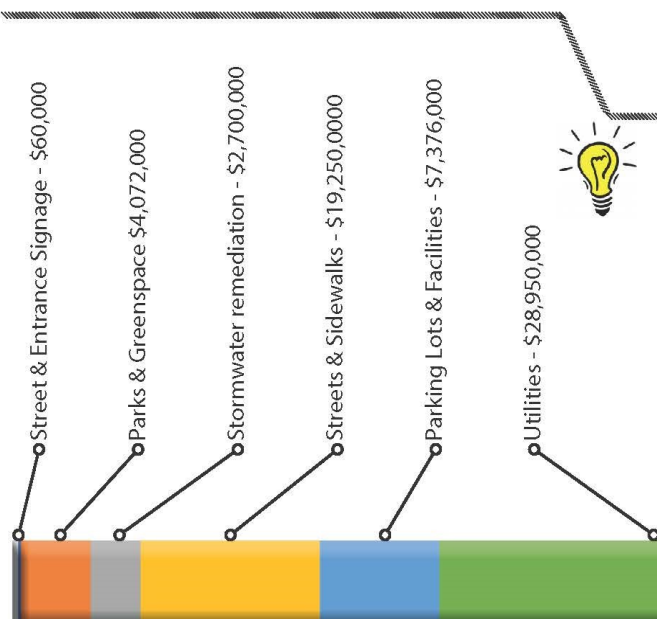 Street & Entrance Signage - $60,000
Parks & Greenspace $4,072,000
Stormwater remediation - $2,700,000
Streets & Sidewalks - $19,250,0000
Parking Lots & Facilities - $7,376,000
Utilities - $28,950,000